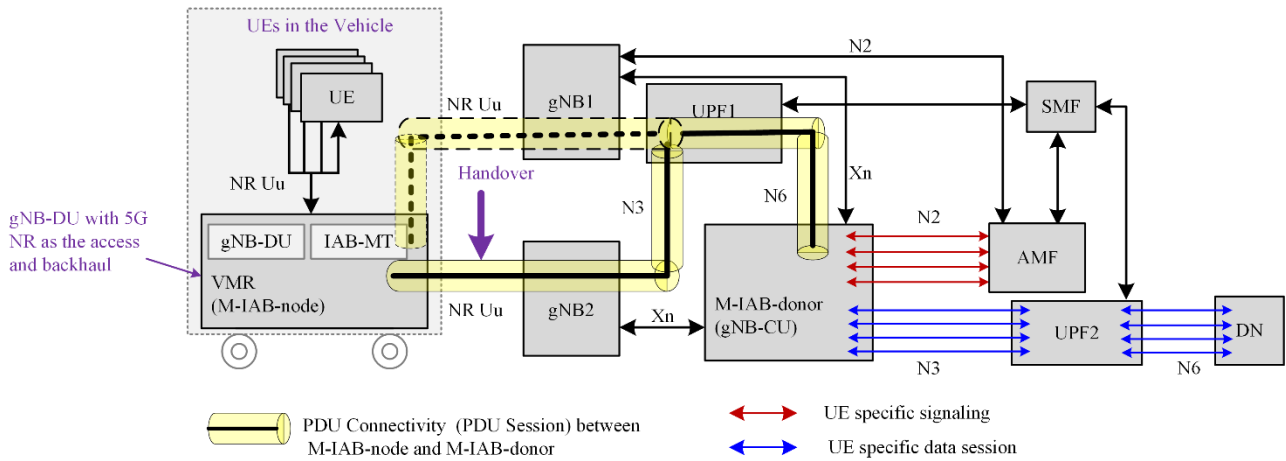 UEs in the Vehicle
N2
UE
gNB1
NR Uu
UPF1
SMF
NR Uu
Handover
Xn
N3
N6
gNB-DU with 5G
NR as the access
and backhaul
gNB-DU
IAB-MT
N2
AMF
VMR
(M-IAB-node)
NR Uu
gNB2
Xn
M-IAB-donor
(gNB-CU)
UPF2
DN
N3
N6
PDU Connectivity (PDU Session) between
M-IAB-node and M-IAB-donor
UE specific signaling
UE specific data session